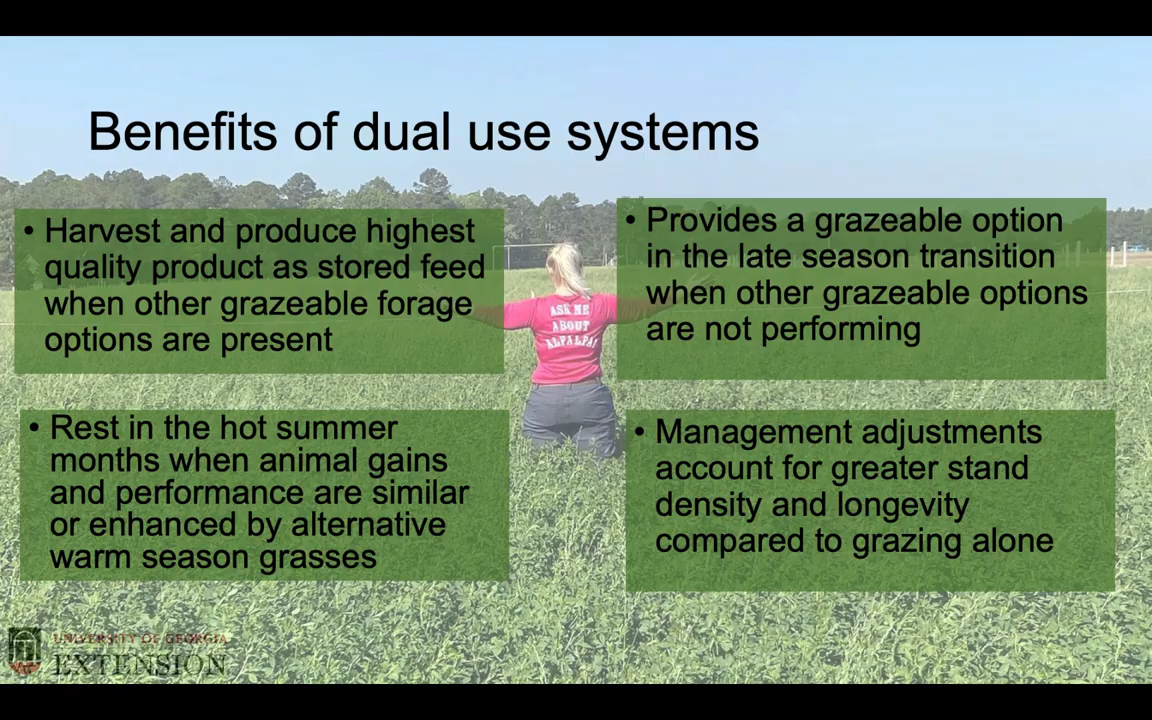 Benefits of dual use systems
• Harvest and produce highest
quality product as stored feed
when other grazeable forage
options are present
• Provides a grazeable option
in the late season transition
when other grazeable options
are not performing
ASK ME
ABOUT
ALFALFA!
• Rest in the hot summer
months when animal gains
and performance are similar
or enhanced by alternative
warm season grasses
• Management adjustments
account for greater stand
density and longevity
compared to grazing alone
UNIVERSITY OF GEORGIA
EXTENSION